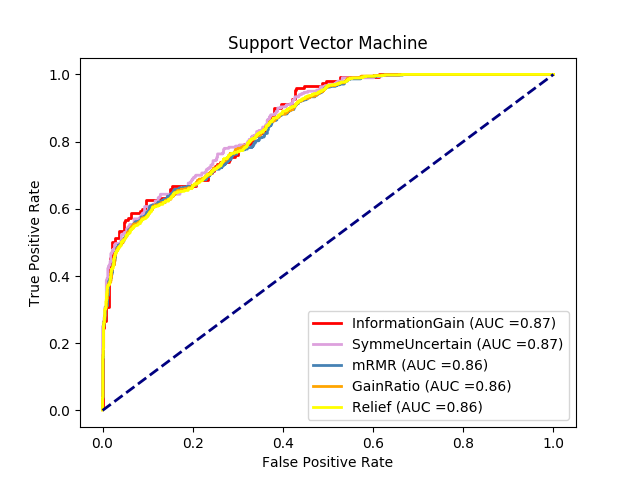 Support Vector Machine
True Positive Rate
1.0
0.8
0.6
0.4
0.2
0.0
InformationGain (AUC =0.87)
SymmeUncertain (AUC =0.87)
mRMR (AUC =0.86)
GainRatio (AUC =0.86)
Relief (AUC =0.86)
0.0 0.2 0.4 0.6 0.8 1.0
False Positive Rate